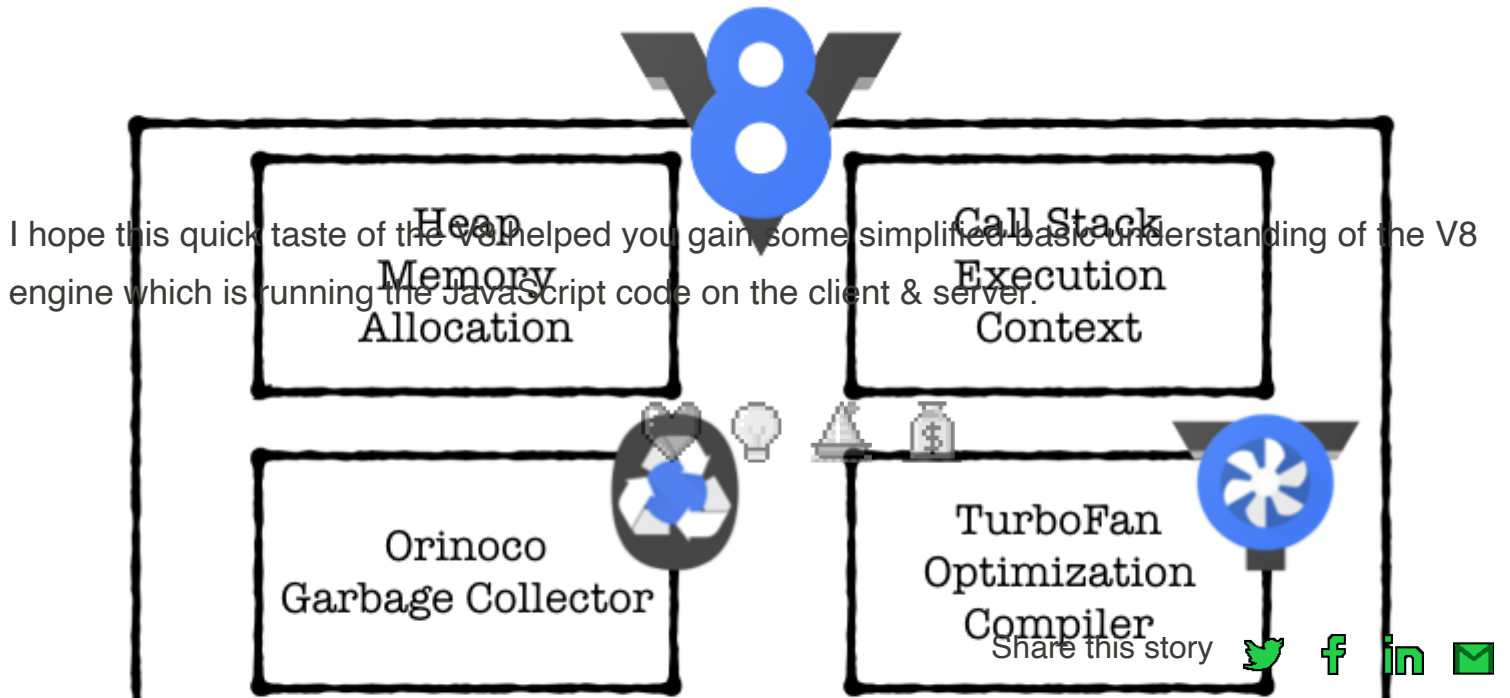 V8
Heap
Memory
Allocation
Call Stack
Execution
Context
I hope this quick taste of the V8 helped you gain some simplified basic understanding of the V8
engine which is running the JavaScript code on the client & server.
$
Orinoco
Garbage Collector
TurboFan
Optimization
Compiler
Share this story
f
in